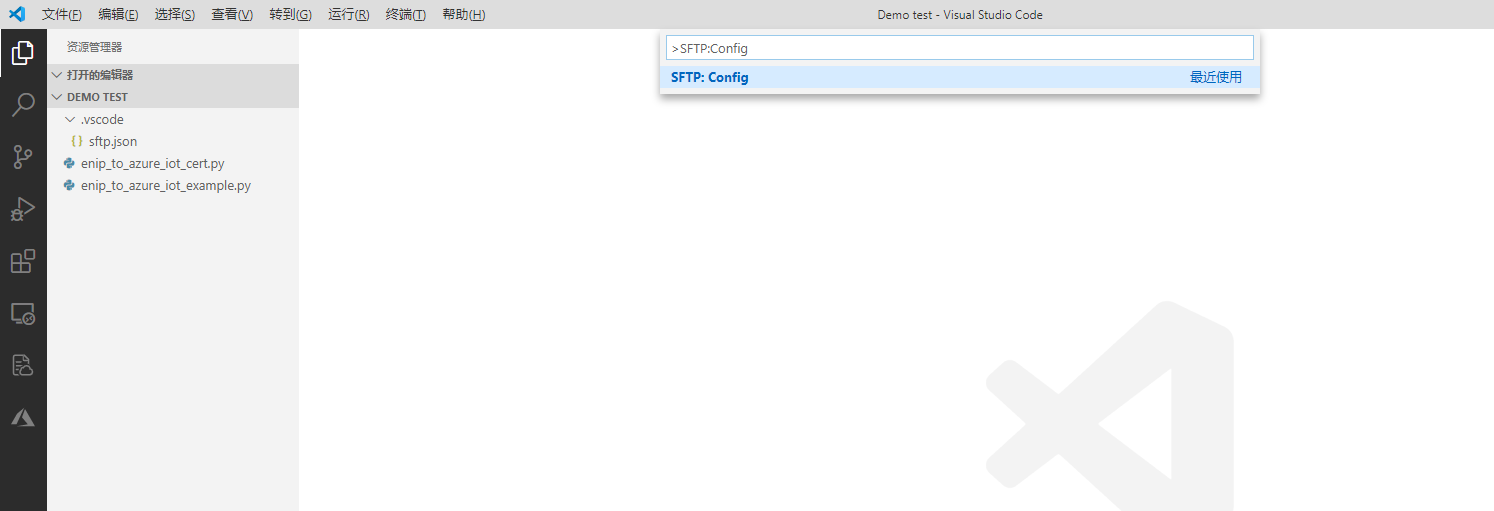 文件(F) 编辑(E) 选择(S) 查看(V) 转到(G) 运行(R) 终端(T) 帮助(H) Demo test - Visual Studio Code
资源管理器
>SFTP:Config
打开的编辑器
SFTP: Config 最近使用
DEMO TEST
.vscode
{ } sftp.json
enip_to_azure_iot_cert.py
enip_to_azure_iot_example.py